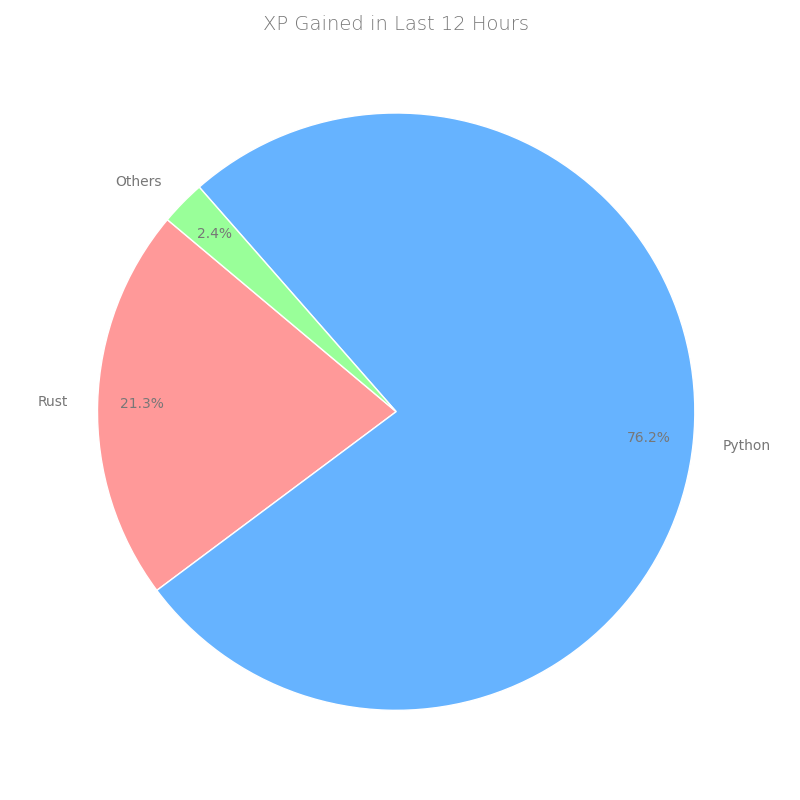 XP Gained in Last 12 Hours
Others
2.4%
Rust
21.3%
76.2%
Python